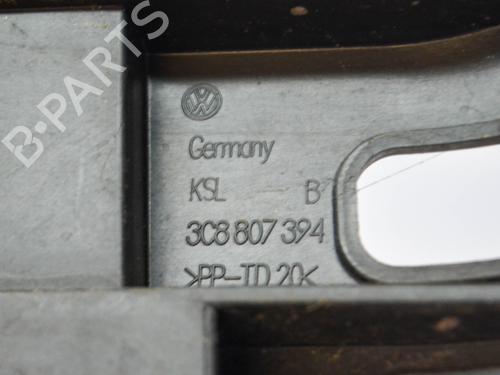 B-PARTS
Germany
KSL B
3C8 807 394
>PP-TD 20<